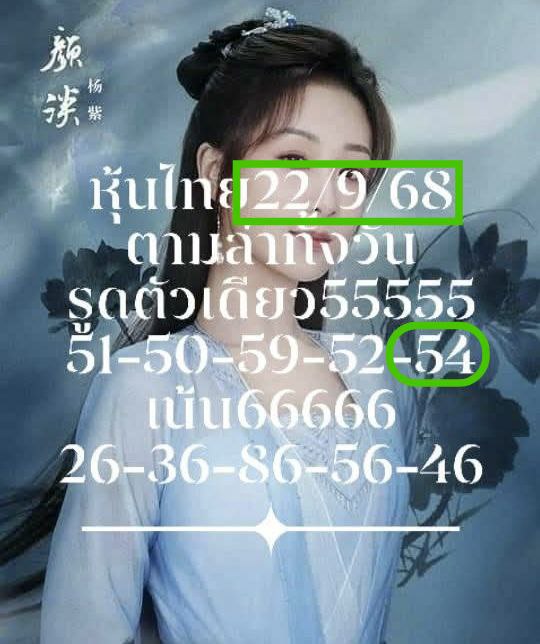 颜淡
杨紫
หุ้นไทย22/9/68
ตามล่าทั้งวัน
รูดตัวเดียว55555
51-50-59-52-54
เน้น66666
26-36-86-56-46